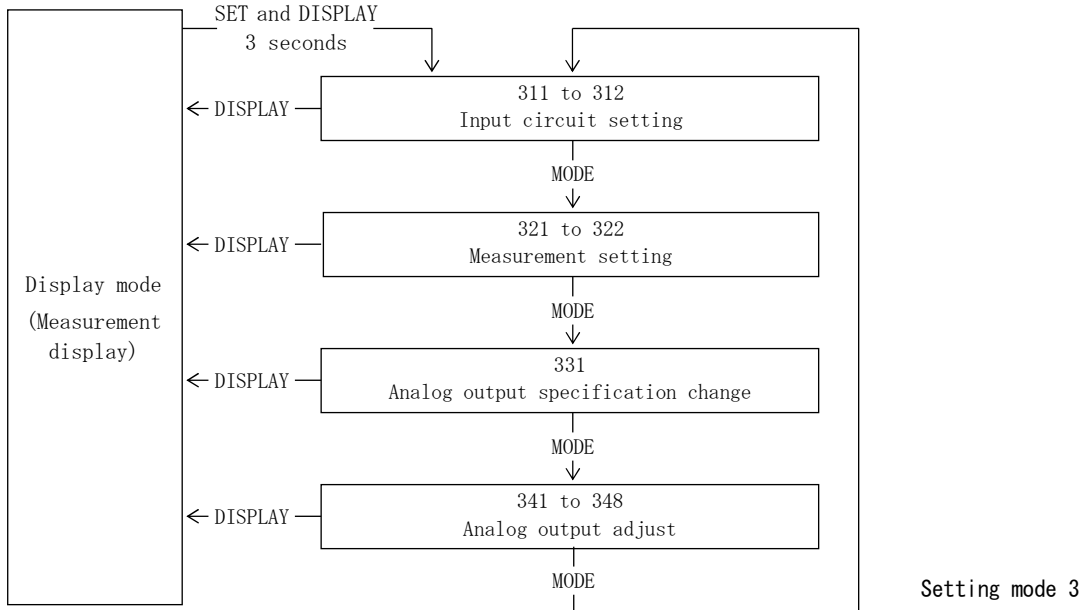 SET and DISPLAY
3 seconds
311 to 312
Input circuit setting
DISPLAY
MODE
321 to 322
Measurement setting
DISPLAY
Display mode
(Measurement
display)
MODE
331
Analog output specification change
DISPLAY
MODE
341 to 348
Analog output adjust
DISPLAY
MODE
Setting mode 3